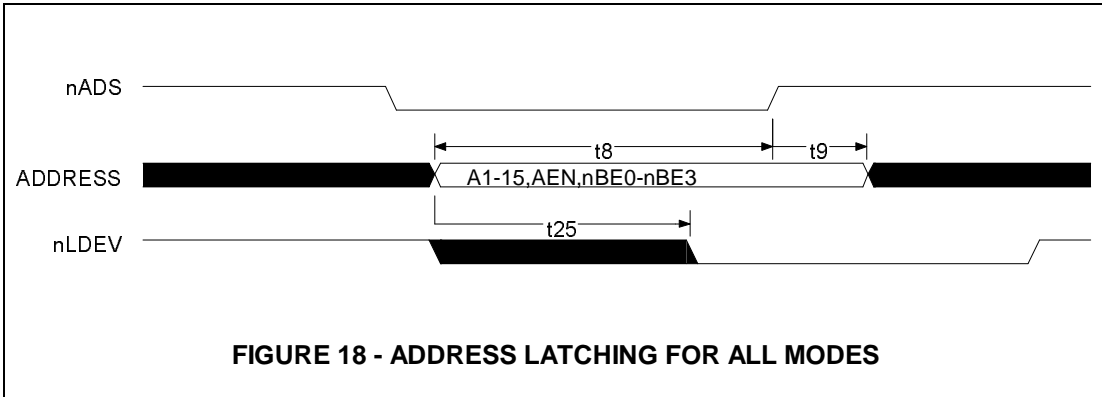 nADS
t8
t9
ADDRESS
A1-15,AEN,nBE0-nBE3
t25
nLDEV
FIGURE 18 - ADDRESS LATCHING FOR ALL MODES